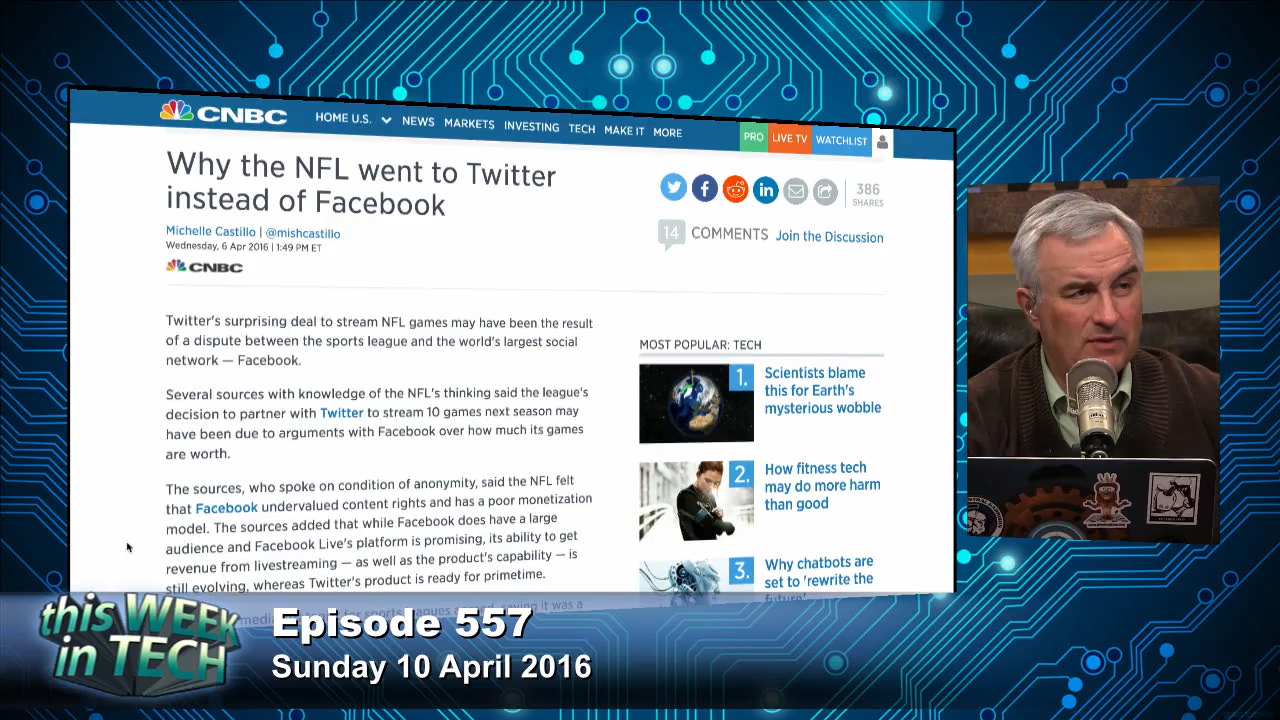 CNBC
HOME U.S. NEWS MARKETS INVESTING TECH MAKE IT MORE
PRO LIVE TV WATCHLIST
Why the NFL went to Twitter
instead of Facebook
Michelle Castillo | @mishcastillo
Wednesday, 6 Apr 2016 | 1:49 PM ET
CNBC
386
SHARES
14 COMMENTS Join the Discussion
Twitter's surprising deal to stream NFL games may have been the result
of a dispute between the sports league and the world's largest social
network — Facebook.
Several sources with knowledge of the NFL's thinking said the league's
decision to partner with Twitter to stream 10 games next season may
have been due to arguments with Facebook over how much its games
are worth.
The sources, who spoke on condition of anonymity, said the NFL felt
that Facebook undervalued content rights and has a poor monetization
model. The sources added that while Facebook does have a large
audience and Facebook Live's platform is promising, its ability to get
revenue from livestreaming — as well as the product's capability — is
still evolving, whereas Twitter's product is ready for primetime.
saying it was a
MOST POPULAR: TECH
1.
Scientists blame
this for Earth's
mysterious wobble
2.
How fitness tech
may do more harm
than good
3.
Why chatbots are
set to 'rewrite the
future'
this WEEK
in TECH
Episode 557
Sunday 10 April 2016